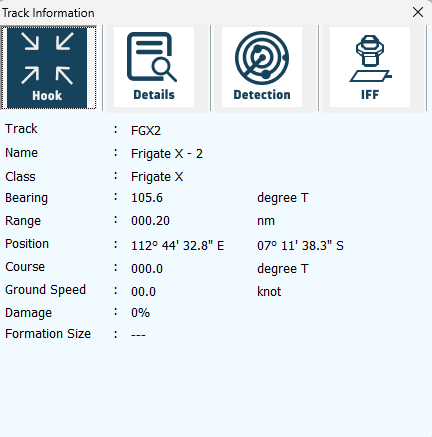 Track Information
Hook Details Detection IFF
Track : FGX2
Name : Frigate X - 2
Class : Frigate X
Bearing : 105.6 degree T
Range : 000.20 nm
Position : 112° 44' 32.8" E 07° 11' 38.3" S
Course : 000.0 degree T
Ground Speed : 00.0 knot
Damage : 0%
Formation Size : ---